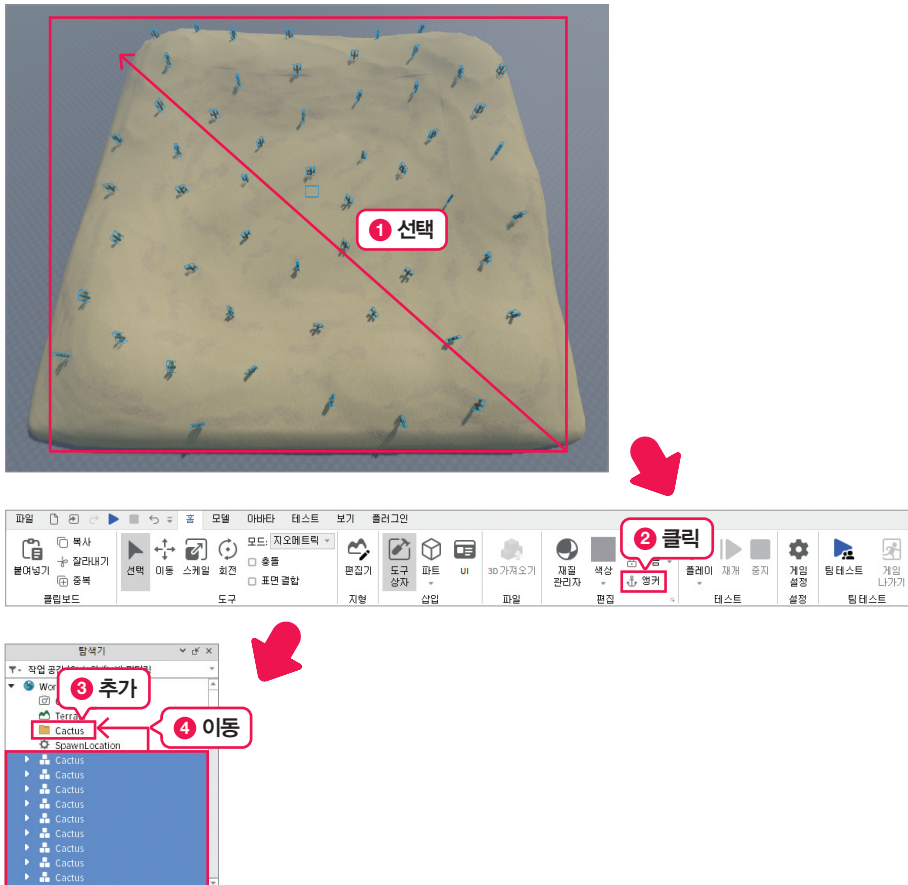 1 선택
파일 홈 모델 아바타 테스트 보기 플러그인
2 클릭
붙여넣기 복사 잘라내기 중복
선택 이동 스케일 회전
모드: 지오메트릭
충돌
표면 결합
편집기
도구 상자 파트 UI
3D 가져오기
재질 관리자 색상 앵커
플레이 재개 중지
게임 설정
팀 테스트 게임 나가기
클립보드 도구 지형 삽입 파일 편집 테스트 설정 팀 테스트
탐색기
작업 공간
3 추가
Wor
Terra
Cactus
4 이동
SpawnLocation
Cactus
Cactus
Cactus
Cactus
Cactus
Cactus
Cactus
Cactus
Cactus